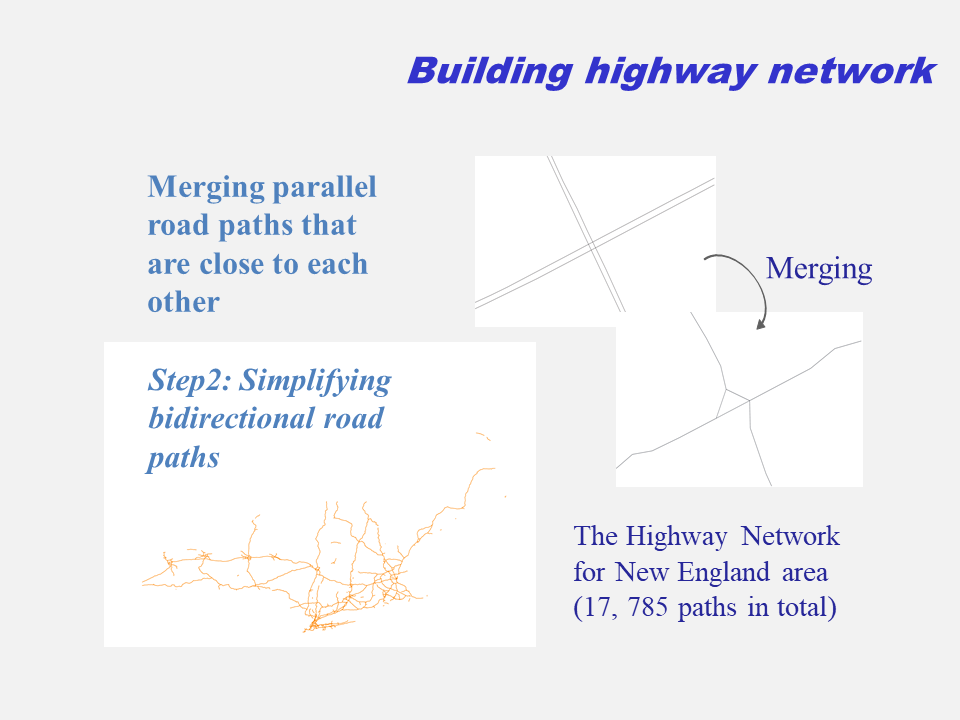 Building highway network
Merging parallel
road paths that
are close to each
other
Merging
Step2: Simplifying
bidirectional road
paths
The Highway Network
for New England area
(17, 785 paths in total)